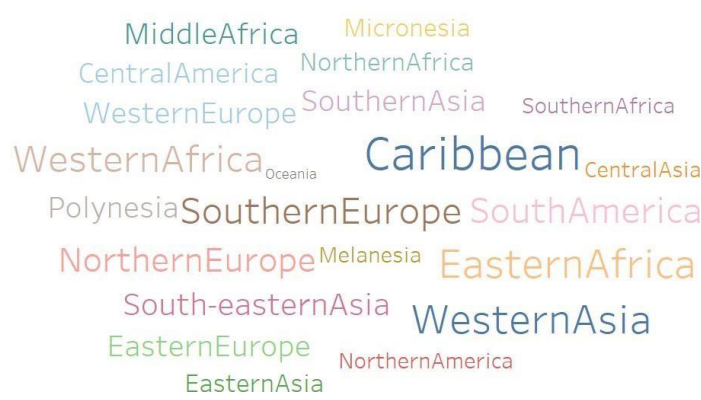 MiddleAfrica
Micronesia
CentralAmerica
NorthernAfrica
WesternEurope
SouthernAsia
SouthernAfrica
WesternAfrica
Oceania
Caribbean
CentralAsia
Polynesia
SouthernEurope
SouthAmerica
NorthernEurope
Melanesia
EasternAfrica
South-easternAsia
WesternAsia
EasternEurope
NorthernAmerica
EasternAsia